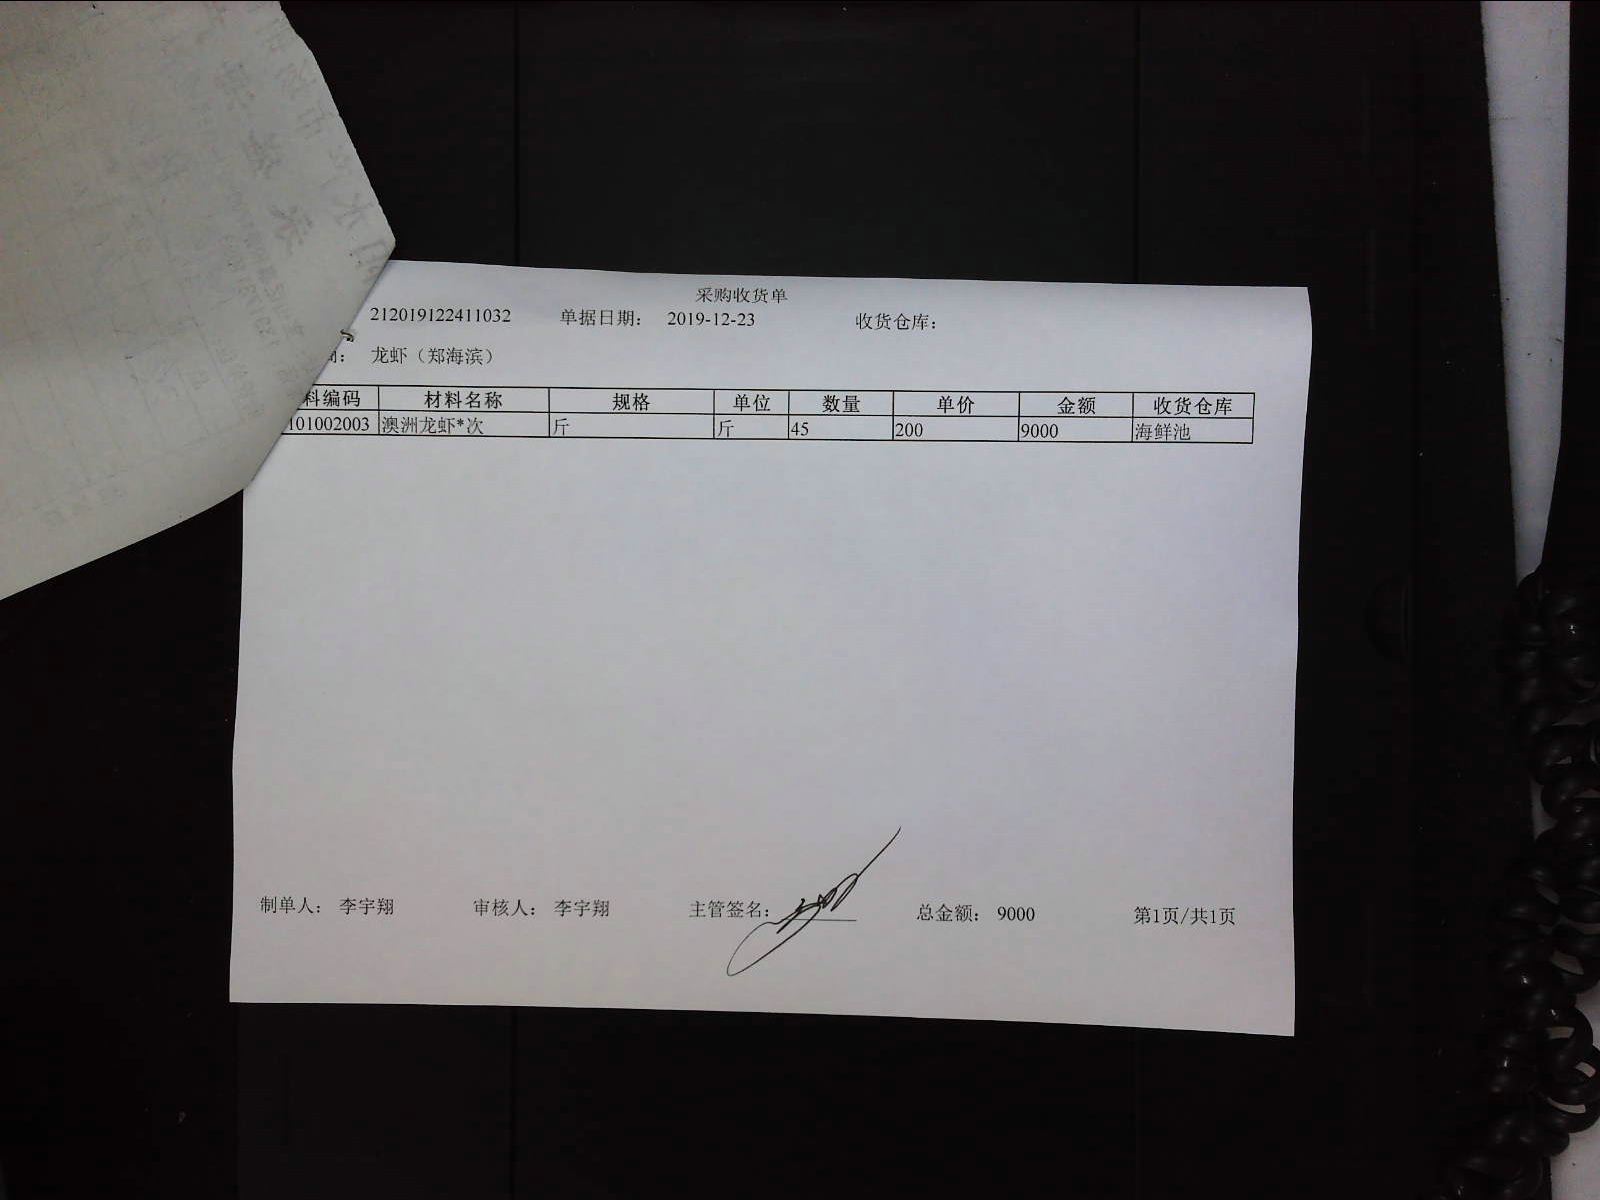 采购收货单
212019122411032 单据日期： 2019-12-23 收货仓库：
商： 龙虾（郑海滨）
料编码 材料名称 规格 单位 数量 单价 金额 收货仓库
101002003 澳洲龙虾*次 斤 斤 45 200 9000 海鲜池
制单人： 李宇翔 审核人： 李宇翔 主管签名： 总金额： 9000 第1页/共1页